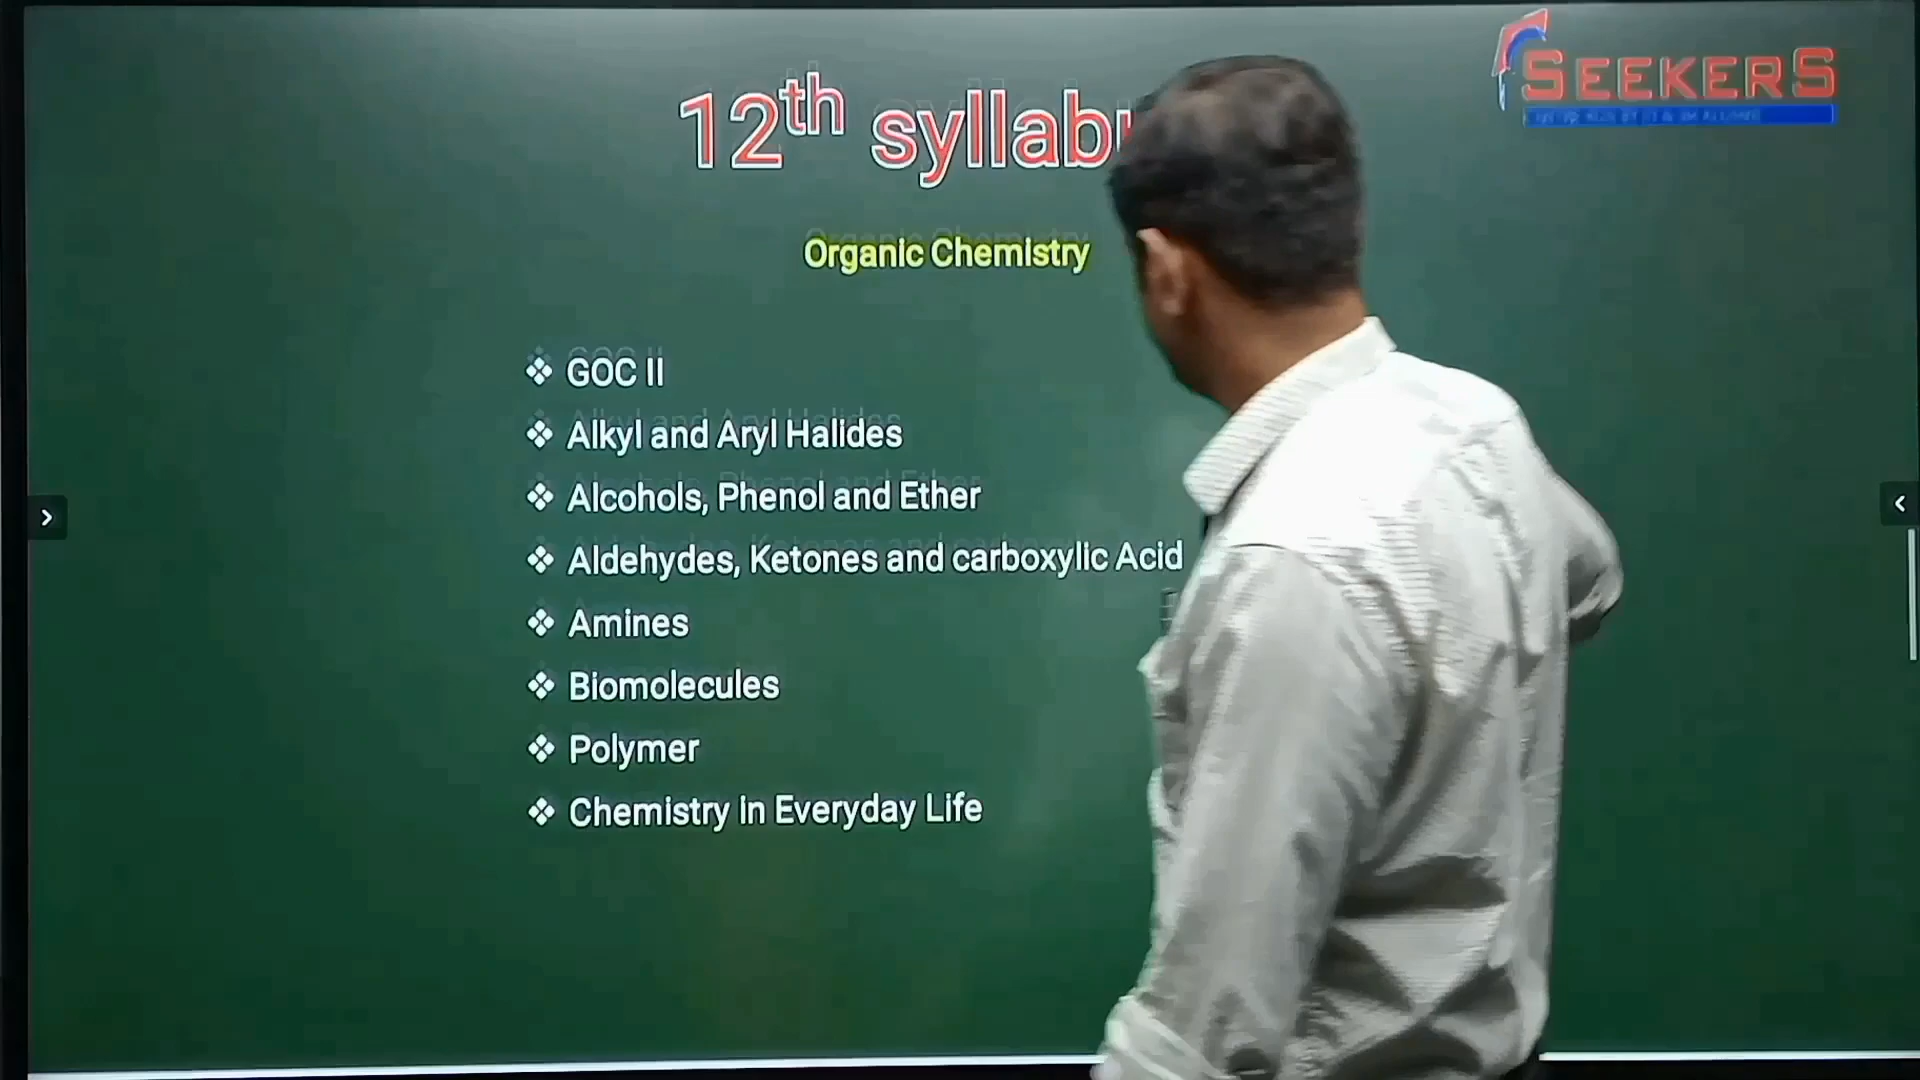 SEEKERS
12th syllabu
Organic Chemistry
❖ GOC II
❖ Alkyl and Aryl Halides
❖ Alcohols, Phenol and Ether
❖ Aldehydes, Ketones and carboxylic Acid
❖ Amines
❖ Biomolecules
❖ Polymer
❖ Chemistry in Everyday Life